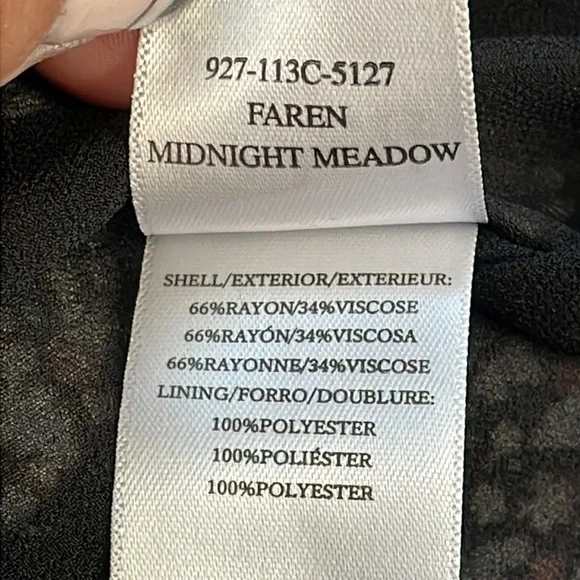 927-113C-5127
FAREN
MIDNIGHT MEADOW
SHELL/EXTERIOR/EXTERIEUR:
66%RAYON/34%VISCOSE
66%RAYÓN/34%VISCOSA
66%RAYONNE/34%VISCOSE
LINING/FORRO/DOUBLURE:
100%POLYESTER
100%POLIÉSTER
100%POLYESTER